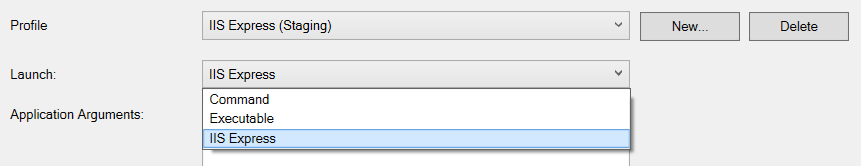 Profile
IIS Express (Staging)
New...
Delete
Launch:
IIS Express
Command
Application Arguments:
Executable
IIS Express